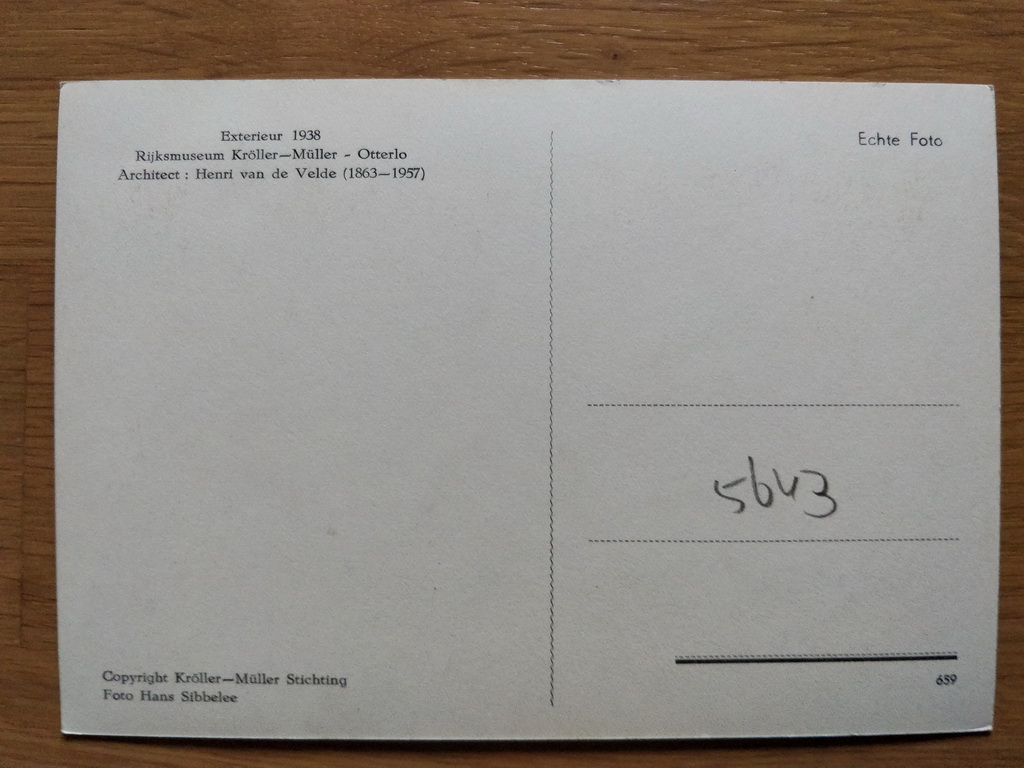 Exterieur 1938
Rijksmuseum Kröller—Müller - Otterlo
Architect : Henri van de Velde (1863—1957)
Echte Foto
5643
Copyright Kröller—Müller Stichting
Foto Hans Sibbelee
659